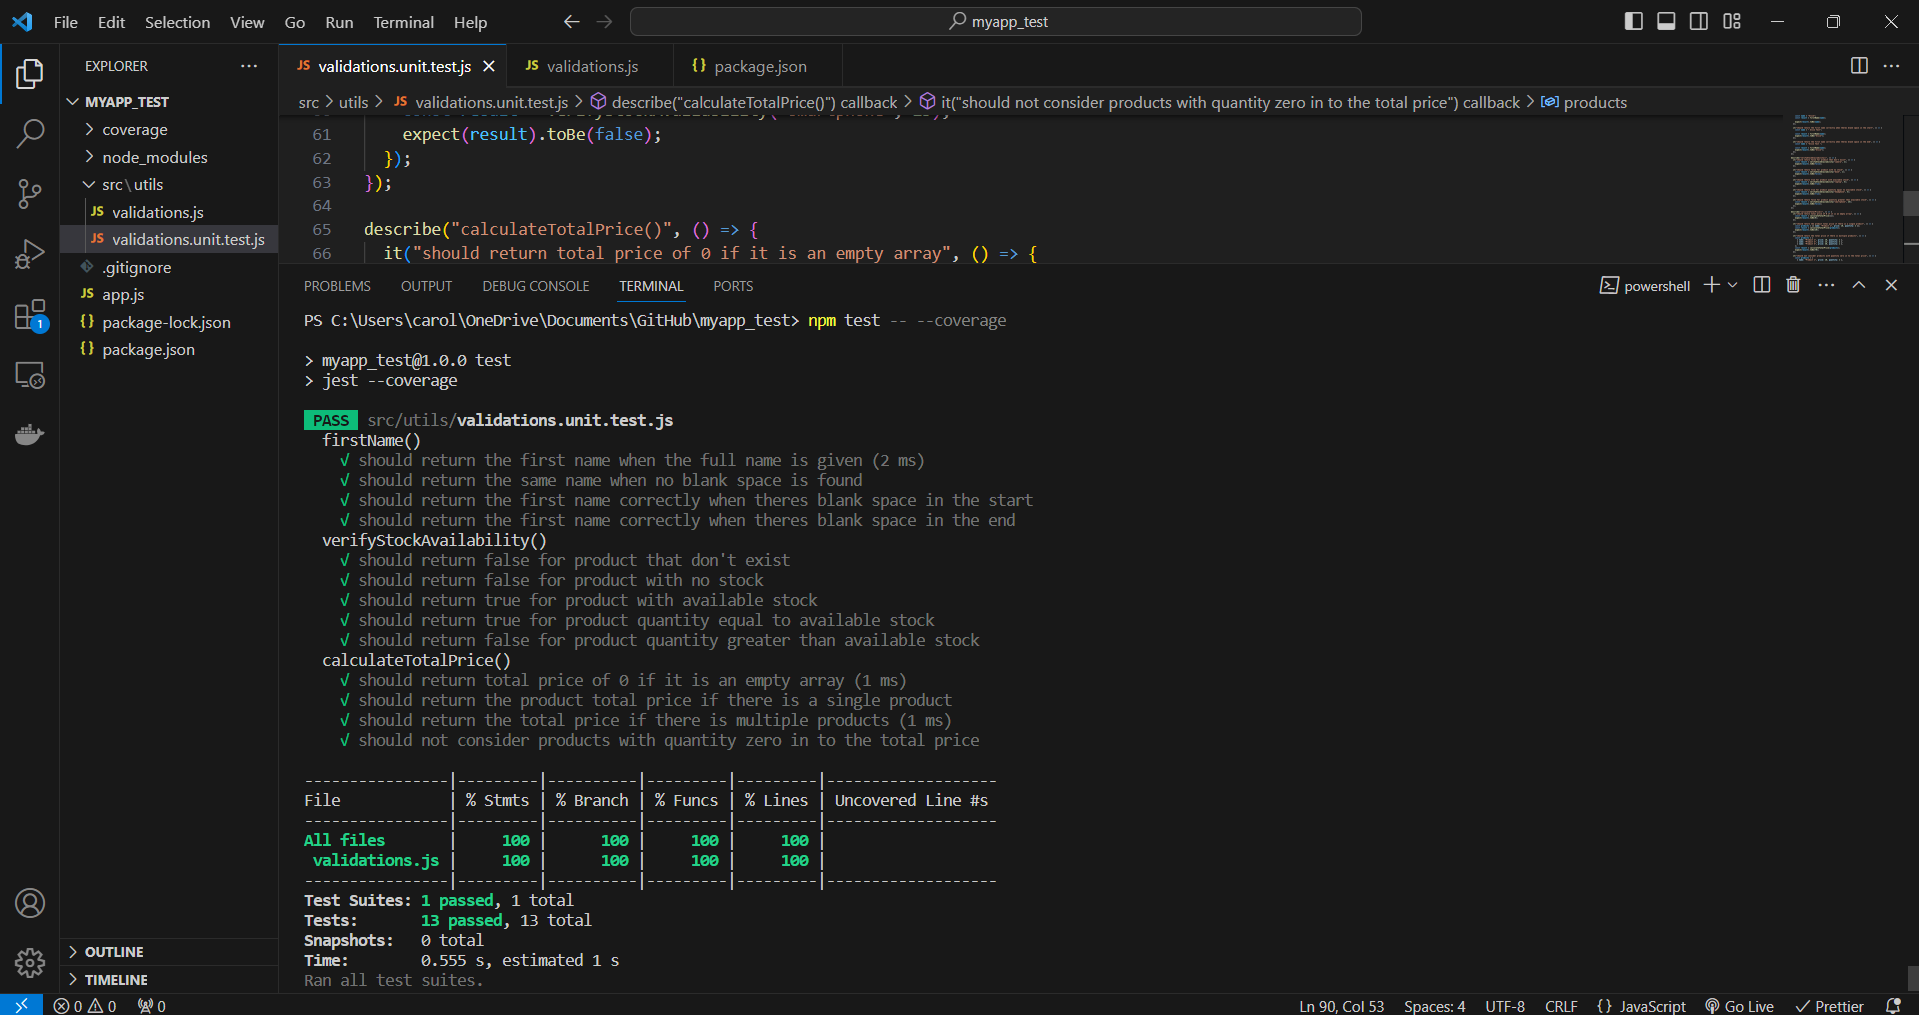 File Edit Selection View Go Run Terminal Help
myapp_test
EXPLORER
MYAPP_TEST
coverage
node_modules
src\utils
JS validations.js
JS validations.unit.test.js
.gitignore
JS app.js
{} package-lock.json
{} package.json
OUTLINE
TIMELINE
1
JS validations.unit.test.js
JS validations.js
{} package.json
src > utils > JS validations.unit.test.js > describe("calculateTotalPrice()") callback > it("should not consider products with quantity zero in to the total price") callback > products
61 expect(result).toBe(false);
62 });
63 });
64
65 describe("calculateTotalPrice()", () => {
66 it("should return total price of 0 if it is an empty array", () => {
PROBLEMS OUTPUT DEBUG CONSOLE TERMINAL PORTS
powershell
PS C:\Users\carol\OneDrive\Documents\GitHub\myapp_test> npm test -- --coverage
> myapp_test@1.0.0 test
> jest --coverage
PASS src/utils/validations.unit.test.js
firstName()
√ should return the first name when the full name is given (2 ms)
√ should return the same name when no blank space is found
√ should return the first name correctly when theres blank space in the start
√ should return the first name correctly when theres blank space in the end
verifyStockAvailability()
√ should return false for product that don't exist
√ should return false for product with no stock
√ should return true for product with available stock
√ should return true for product quantity equal to available stock
√ should return false for product quantity greater than available stock
calculateTotalPrice()
√ should return total price of 0 if it is an empty array (1 ms)
√ should return the product total price if there is a single product
√ should return the total price if there is multiple products (1 ms)
√ should not consider products with quantity zero in to the total price
----------------|---------|----------|---------|---------|-------------------
File | % Stmts | % Branch | % Funcs | % Lines | Uncovered Line #s
----------------|---------|----------|---------|---------|-------------------
All files | 100 | 100 | 100 | 100 |
validations.js | 100 | 100 | 100 | 100 |
----------------|---------|----------|---------|---------|-------------------
Test Suites: 1 passed, 1 total
Tests: 13 passed, 13 total
Snapshots: 0 total
Time: 0.555 s, estimated 1 s
Ran all test suites.
0 0 0
Ln 90, Col 53 Spaces: 4 UTF-8 CRLF {} JavaScript Go Live Prettier